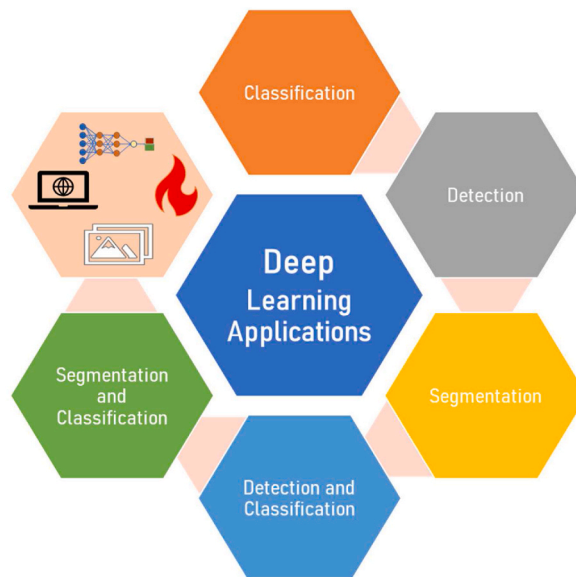 Classification
Detection
Deep
Learning
Applications
Segmentation
and
Classification
Segmentation
Detection and
Classification